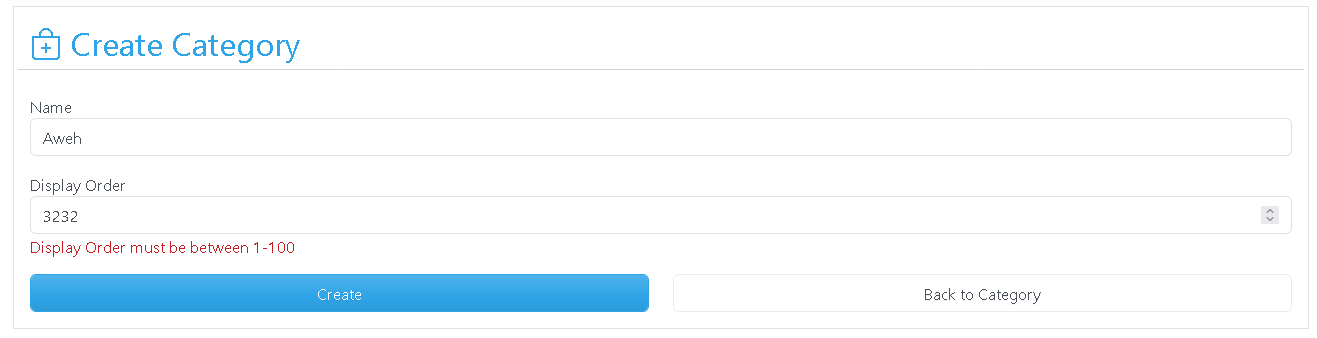 Create Category
Name
Aweh
Display Order
3232
Display Order must be between 1-100
Create
Back to Category